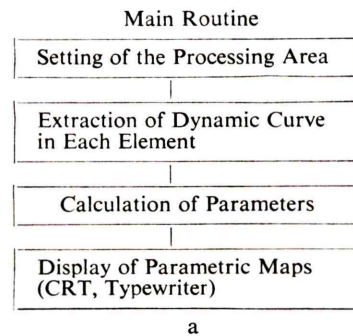 Main Routine
Setting of the Processing Area
Extraction of Dynamic Curve
in Each Element
Calculation of Parameters
Display of Parametric Maps
(CRT, Typewriter)
a